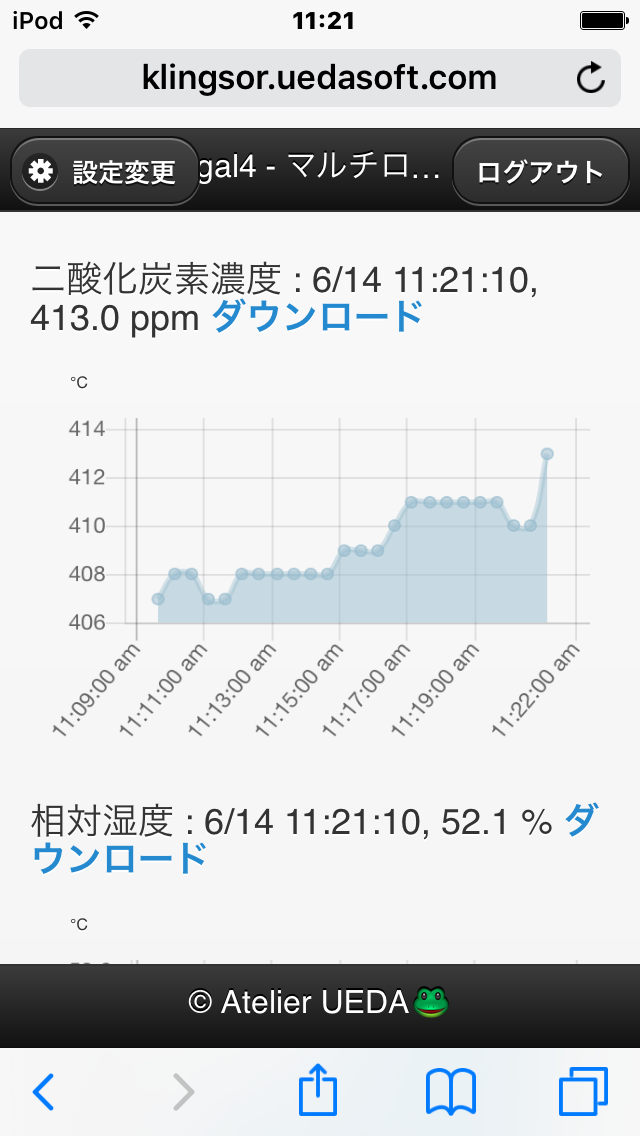 iPod 11:21
klingsor.uedasoft.com
設定変更 gal4 - マルチロ... ログアウト
二酸化炭素濃度 : 6/14 11:21:10,
413.0 ppm ダウンロード
℃
414
412
410
408
406
11:09:00 am 11:11:00 am 11:13:00 am 11:15:00 am 11:17:00 am 11:19:00 am 11:22:00 am
相対湿度 : 6/14 11:21:10, 52.1 % ダ
ウンロード
℃
© Atelier UEDA🐸